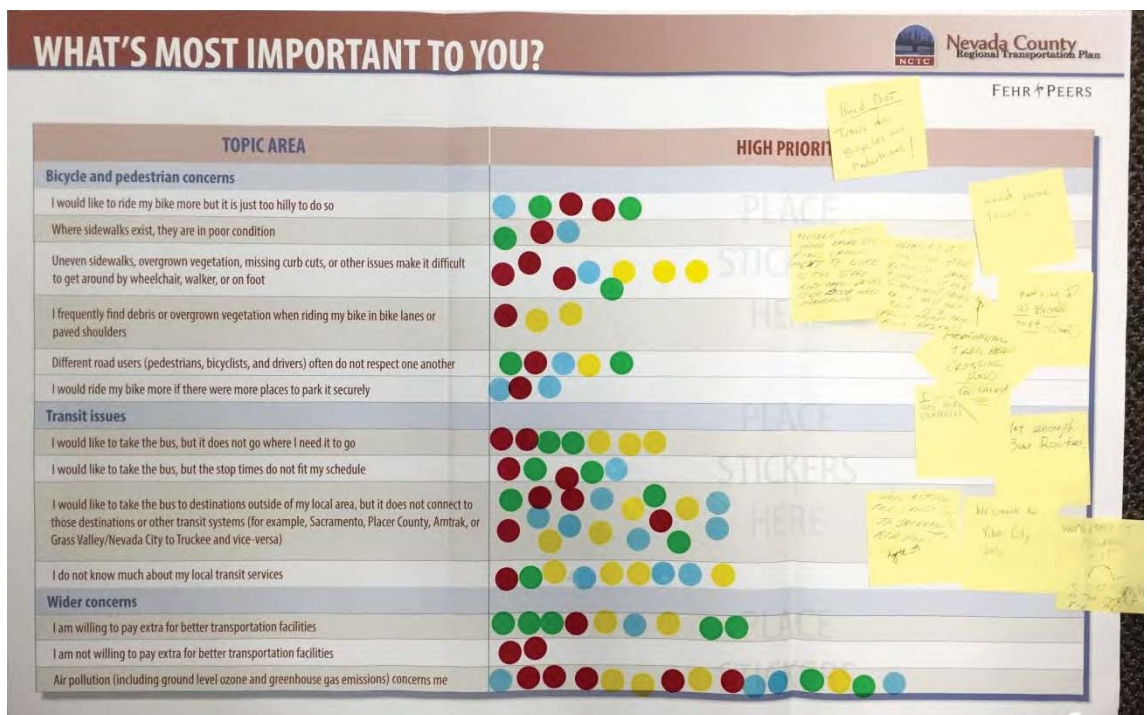 WHAT'S MOST IMPORTANT TO YOU?
NCTC
Nevada County
Regional Transportation Plan
FEHR PEERS
TOPIC AREA
HIGH PRIORIT
Bicycle and pedestrian concerns
I would like to ride my bike more but it is just too hilly to do so
Where sidewalks exist, they are in poor condition
Uneven sidewalks, overgrown vegetation, missing curb cuts, or other issues make it difficult
to get around by wheelchair, walker, or on foot
I frequently find debris or overgrown vegetation when riding my bike in bike lanes or
paved shoulders
Different road users (pedestrians, bicyclists, and drivers) often do not respect one another
I would ride my bike more if there were more places to park it securely
Transit issues
I would like to take the bus, but it does not go where I need it to go
I would like to take the bus, but the stop times do not fit my schedule
I would like to take the bus to destinations outside of my local area, but it does not connect to
those destinations or other transit systems (for example, Sacramento, Placer County, Amtrak, or
Grass Valley/Nevada City to Truckee and vice-versa)
I do not know much about my local transit services
Wider concerns
I am willing to pay extra for better transportation facilities
I am not willing to pay extra for better transportation facilities
Air pollution (including ground level ozone and greenhouse gas emissions) concerns me
PLACE
STICKERS
HERE
PLACE
STICKERS
HERE
PLACE
STICKERS
Trails for
Bicycles and
Pedestrians!
W Broad
CROSSING
Bus Routes
Yuba City